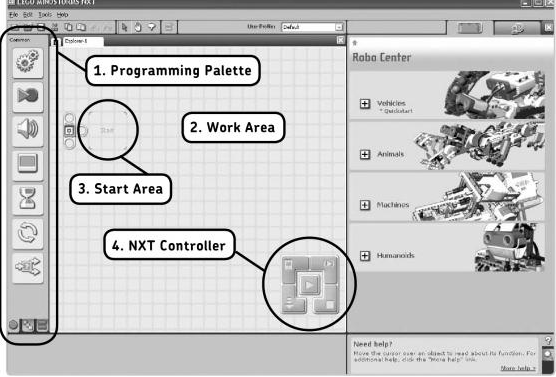 LEGO MINDSTORMS NXT
File Edit Tools Help
User Profile: Default
Common
1. Programming Palette
2. Work Area
Start
3. Start Area
4. NXT Controller
Robo Center
Vehicles
* Quickstart
Animals
Machines
Humanoids
Need help?
Move the cursor over an object to read about its function. For
additional help, click the "More help" link.
More help »